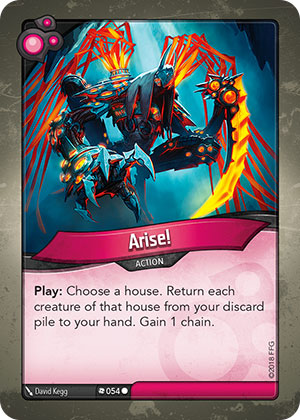 Arise!
ACTION
Play: Choose a house. Return each
creature of that house from your discard
pile to your hand. Gain 1 chain.
David Kegg
054
©2018 FFG